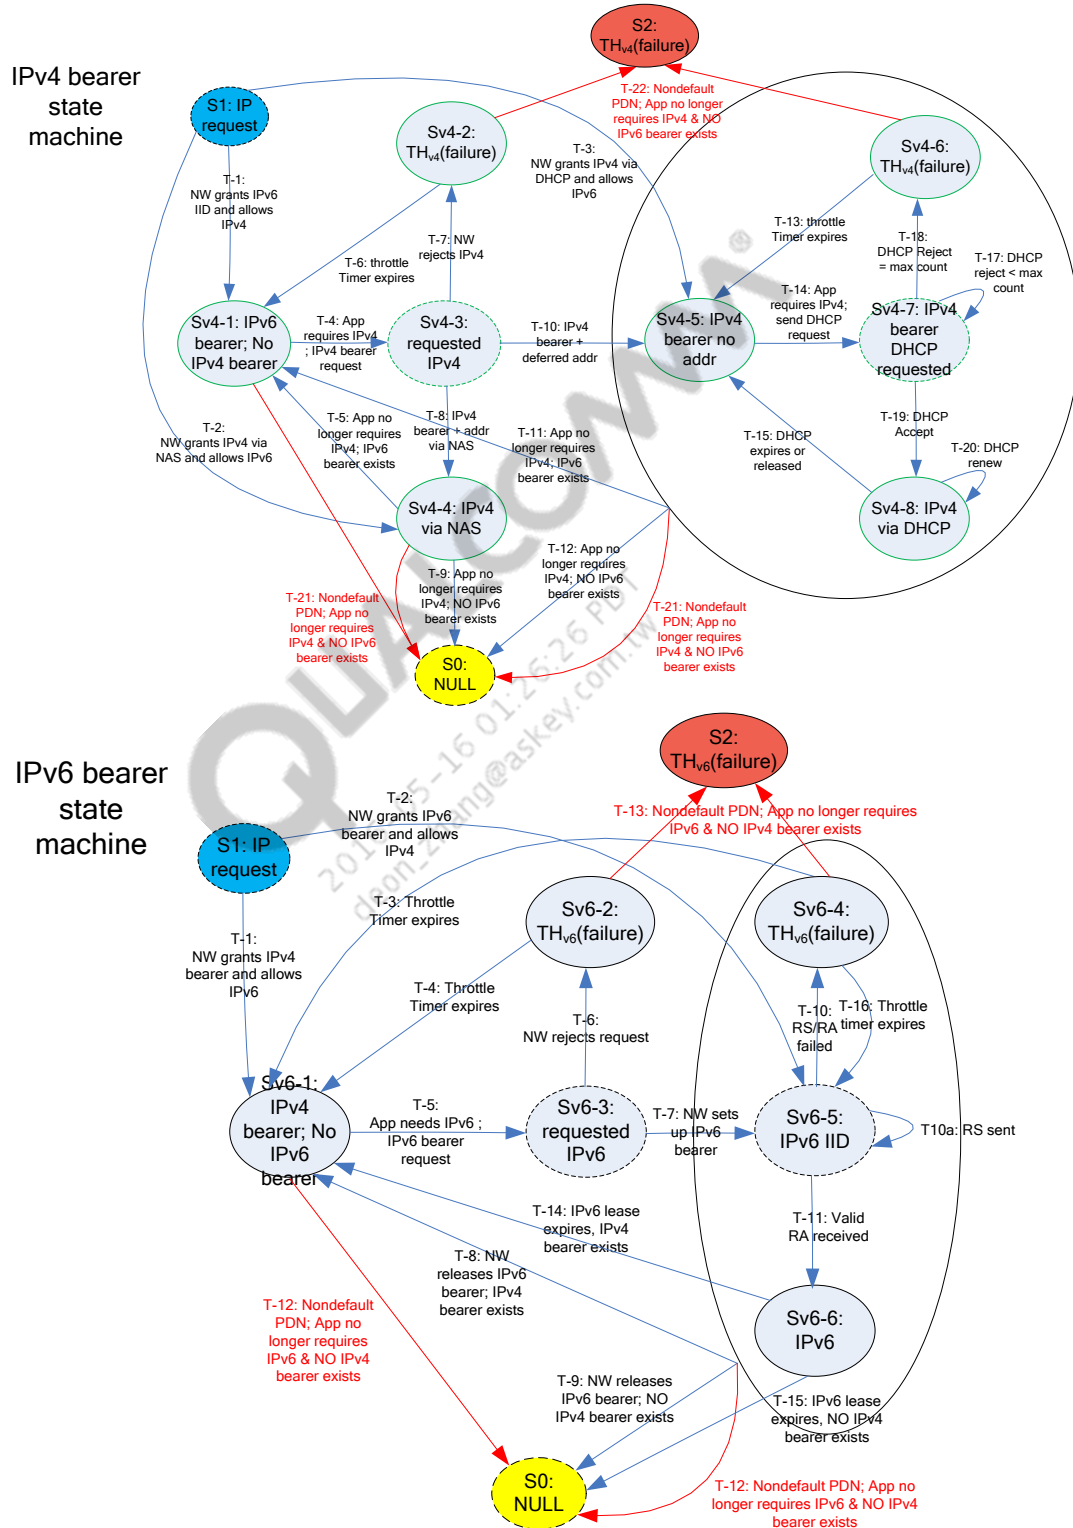 IPv4 bearer
state
machine
S2:
THv4(failure)
S1: IP
request
Sv4-2:
THv4(failure)
T-22: Nondefault
PDN; App no longer
requires IPv4 & NO
IPv6 bearer exists
T-3:
NW grants IPv4 via
DHCP and allows
IPv6
Sv4-6:
THv4(failure)
T-1:
NW grants IPv6
IID and allows
IPv4
T-7: NW
rejects IPv4
T-6: throttle
Timer expires
T-13: throttle
Timer expires
T-18:
DHCP Reject
= max count
T-17: DHCP
reject < max
count
Sv4-1: IPv6
bearer; No
IPv4 bearer
T-4: App
requires IPv4
; IPv4 bearer
request
Sv4-3:
requested
IPv4
T-10: IPv4
bearer +
deferred addr
Sv4-5: IPv4
bearer no
addr
T-14: App
requires IPv4;
send DHCP
request
Sv4-7: IPv4
bearer
DHCP
requested
T-2:
NW grants IPv4 via
NAS and allows IPv6
T-5: App no
longer requires
IPv4; IPv6
bearer exists
T-8: IPv4
bearer + addr
via NAS
T-11: App no
longer requires
IPv4; IPv6
bearer exists
T-15: DHCP
expires or
released
T-19: DHCP
Accept
T-20: DHCP
renew
Sv4-4: IPv4
via NAS
Sv4-8: IPv4
via DHCP
T-9: App no
longer requires
IPv4; NO IPv6
bearer exists
T-12: App no
longer requires
IPv4; NO IPv6
bearer exists
T-21: Nondefault
PDN; App no
longer requires
IPv4 & NO IPv6
bearer exists
T-21: Nondefault
PDN; App no
longer requires
IPv4 & NO IPv6
bearer exists
S0:
NULL
QUALCOMM®
01:26:26 PDT
@askey.com.tw
IPv6 bearer
state
machine
S2:
THv6(failure)
T-2:
NW grants IPv6
bearer and allows
IPv4
T-13: Nondefault PDN; App no longer requires
IPv6 & NO IPv4 bearer exists
S1: IP
request
T-3: Throttle
Timer expires
Sv6-2:
THv6(failure)
Sv6-4:
THv6(failure)
T-1:
NW grants IPv4
bearer and allows
IPv6
T-4: Throttle
Timer expires
T-6:
NW rejects request
T-10:
RS/RA
failed
T-16: Throttle
timer expires
Sv6-1:
IPv4
bearer; No
IPv6
bearer
T-5:
App needs IPv6 ;
IPv6 bearer
request
Sv6-3:
requested
IPv6
T-7: NW sets
up IPv6
bearer
Sv6-5:
IPv6 IID
T10a: RS sent
T-14: IPv6 lease
expires, IPv4
bearer exists
T-11: Valid
RA received
T-8: NW
releases IPv6
bearer; IPv4
bearer exists
Sv6-6:
IPv6
T-12: Nondefault
PDN; App no
longer requires
IPv6 & NO IPv4
bearer exists
T-9: NW releases
IPv6 bearer; NO
IPv4 bearer exists
T-15: IPv6 lease
expires, NO IPv4
bearer exists
S0:
NULL
T-12: Nondefault PDN; App no
longer requires IPv6 & NO IPv4
bearer exists